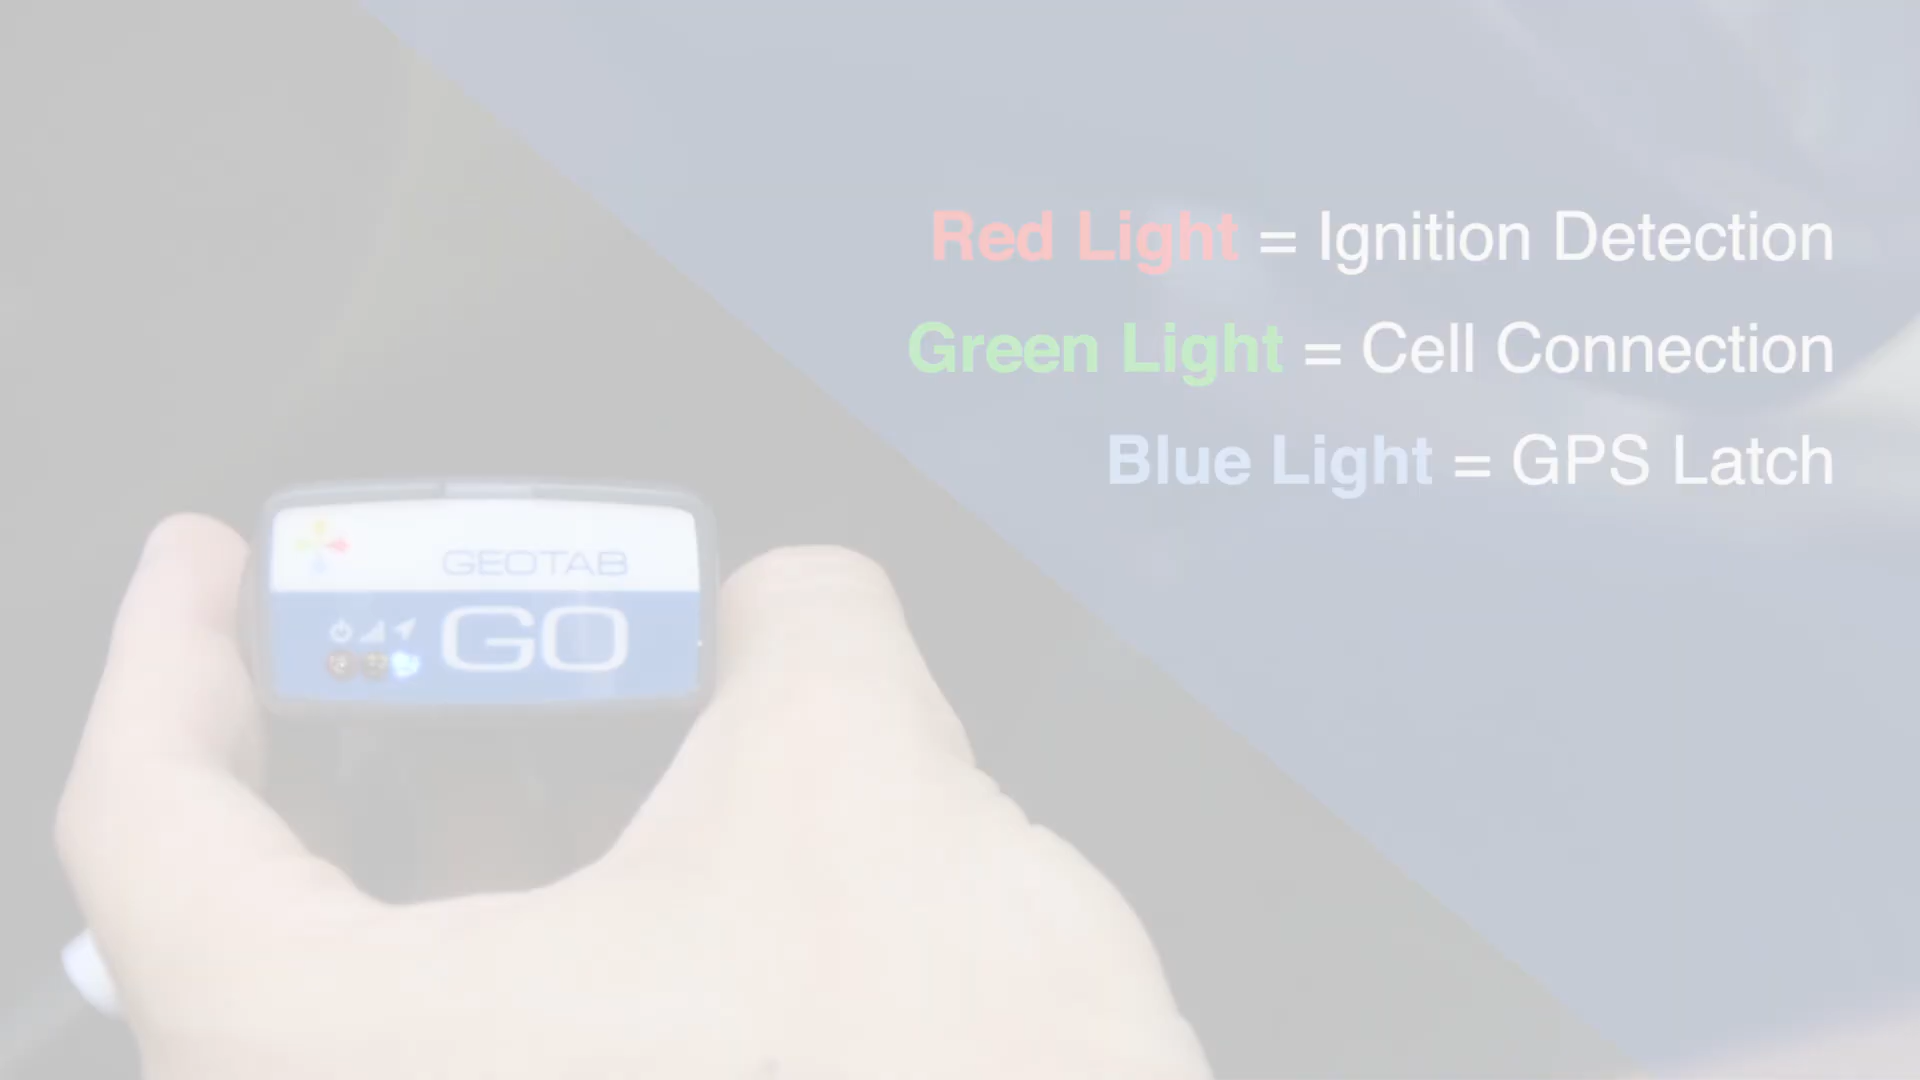 Red Light = Ignition Detection
Green Light = Cell Connection
Blue Light = GPS Latch
GEOTAB
GO